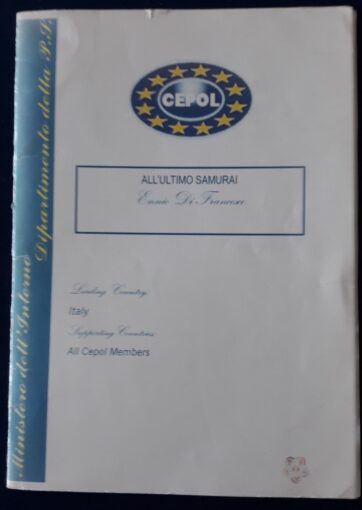 CEPOL
ALL'ULTIMO SAMURAI
Ennio Di Francesco
Leading Country:
Italy
Supporting Countries:
All Cepol Members
Ministero dell'Interno Dipartimento della P.S.